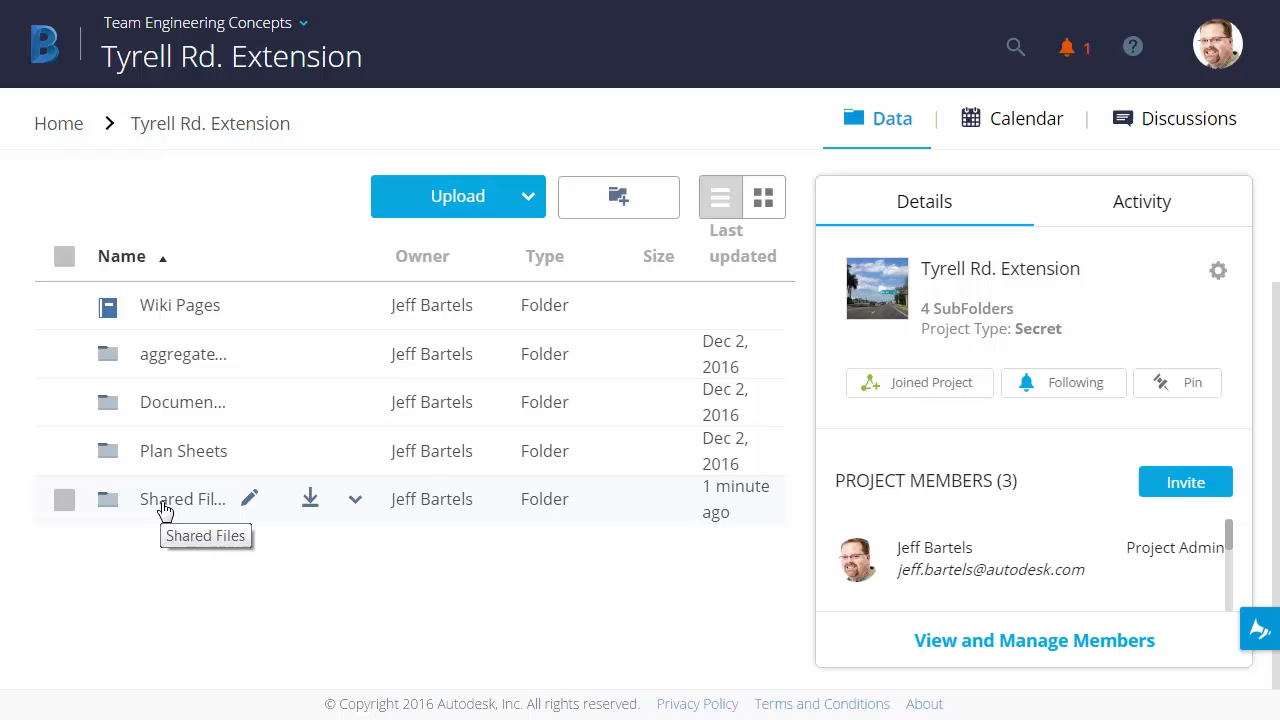 Team Engineering Concepts
Tyrell Rd. Extension
1
Home > Tyrell Rd. Extension
Data | Calendar | Discussions
Upload
Name Owner Type Size Last updated
Wiki Pages Jeff Bartels Folder
aggregate... Jeff Bartels Folder Dec 2, 2016
Documen... Jeff Bartels Folder Dec 2, 2016
Plan Sheets Jeff Bartels Folder Dec 2, 2016
Shared Fil... Jeff Bartels Folder 1 minute ago
Shared Files
Details Activity
Tyrell Rd. Extension
4 SubFolders
Project Type: Secret
Joined Project Following Pin
PROJECT MEMBERS (3) Invite
Jeff Bartels Project Admin
jeff.bartels@autodesk.com
View and Manage Members
© Copyright 2016 Autodesk, Inc. All rights reserved. Privacy Policy Terms and Conditions About